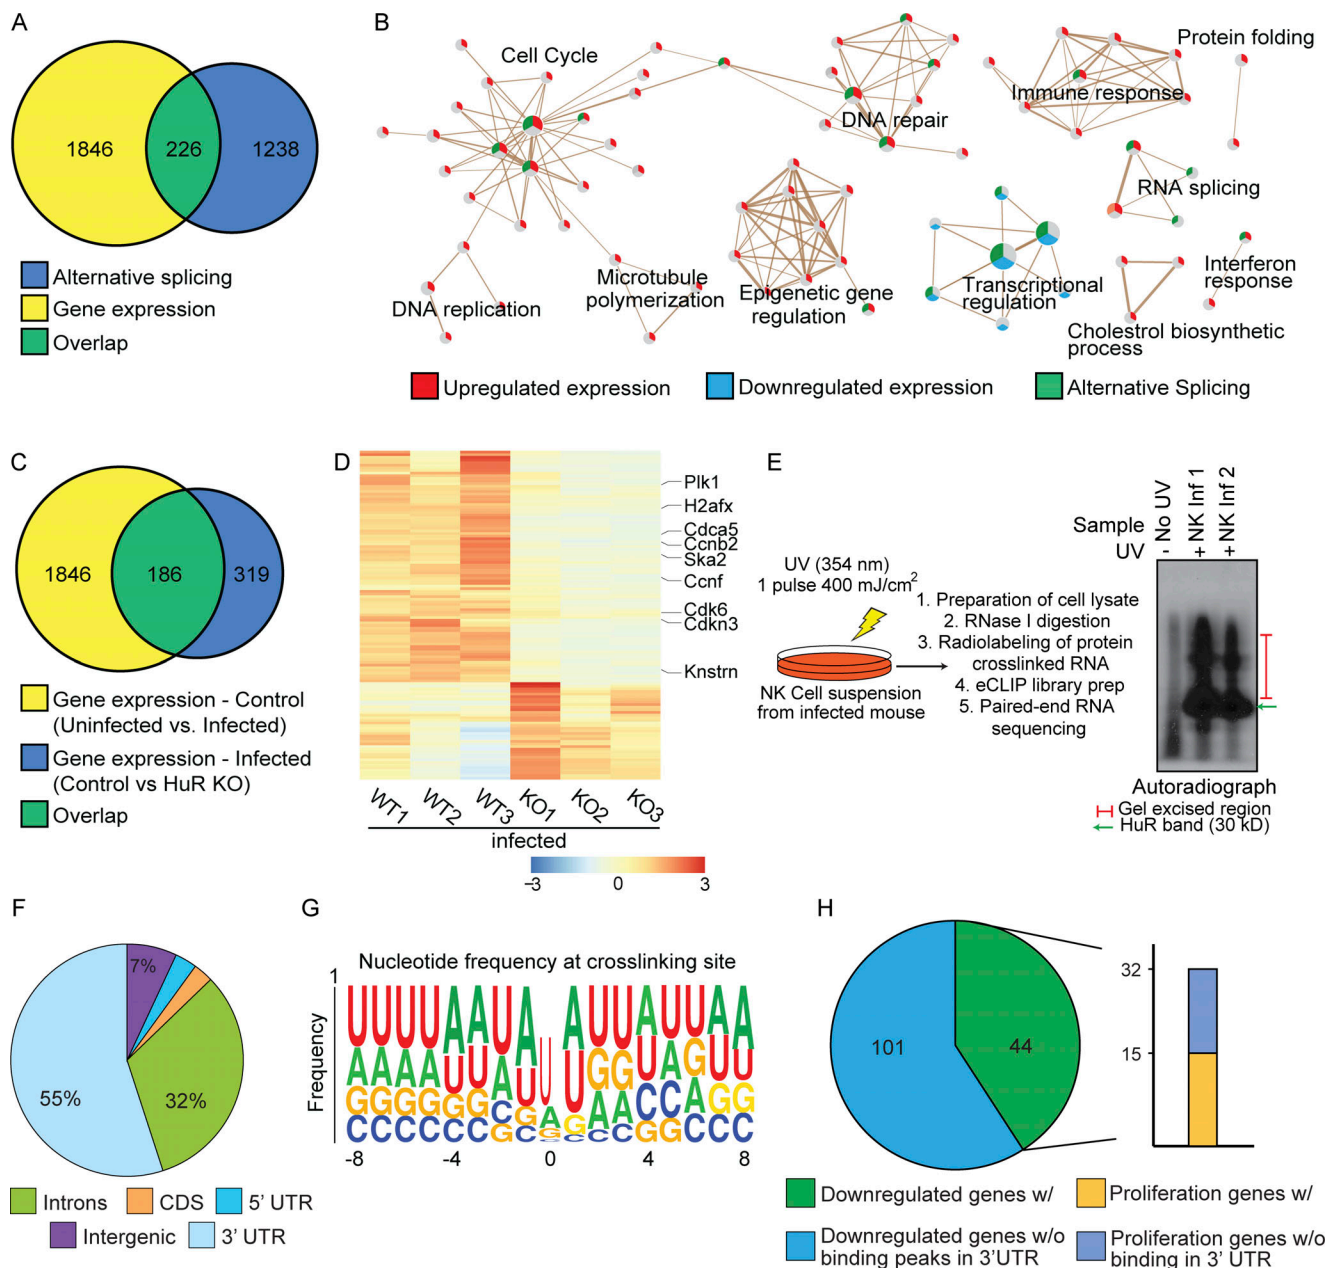 A
1846
226
1238
Alternative splicing
Gene expression
Overlap
B
Cell Cycle
DNA repair
Immune response
Protein folding
RNA splicing
DNA replication
Microtubule
polymerization
Epigenetic gene
regulation
Transcriptional
regulation
Interferon
response
Cholestrol biosynthetic
process
Upregulated expression
Downregulated expression
Alternative Splicing
C
1846
186
319
Gene expression - Control
(Uninfected vs. Infected)
Gene expression - Infected
(Control vs HuR KO)
Overlap
D
Plk1
H2afx
Cdca5
Ccnb2
Ska2
Ccnf
Cdk6
Cdkn3
Knstrn
WT1
WT2
WT3
KO1
KO2
KO3
infected
−3
0
3
E
UV (354 nm)
1 pulse 400 mJ/cm2
NK Cell suspension
from infected mouse
1. Preparation of cell lysate
2. RNase I digestion
3. Radiolabeling of protein
crosslinked RNA
4. eCLIP library prep
5. Paired-end RNA
sequencing
Sample
No UV
NK Inf 1
NK Inf 2
UV
- + +
Autoradiograph
Gel excised region
HuR band (30 kD)
F
7%
55%
32%
Introns
CDS
5' UTR
Intergenic
3' UTR
G
Nucleotide frequency at crosslinking site
1
Frequency
UUUUAAUAUAUUAUUAA
AAAAUUAUAUGGUAGUU
GGGGGGCGGGAACCAGG
CCCCCCGCCCCCGGCCC
-8
-4
0
4
8
H
101
44
32
15
Downregulated genes w/
Proliferation genes w/
Downregulated genes w/o
binding peaks in 3'UTR
Proliferation genes w/o
binding in 3' UTR